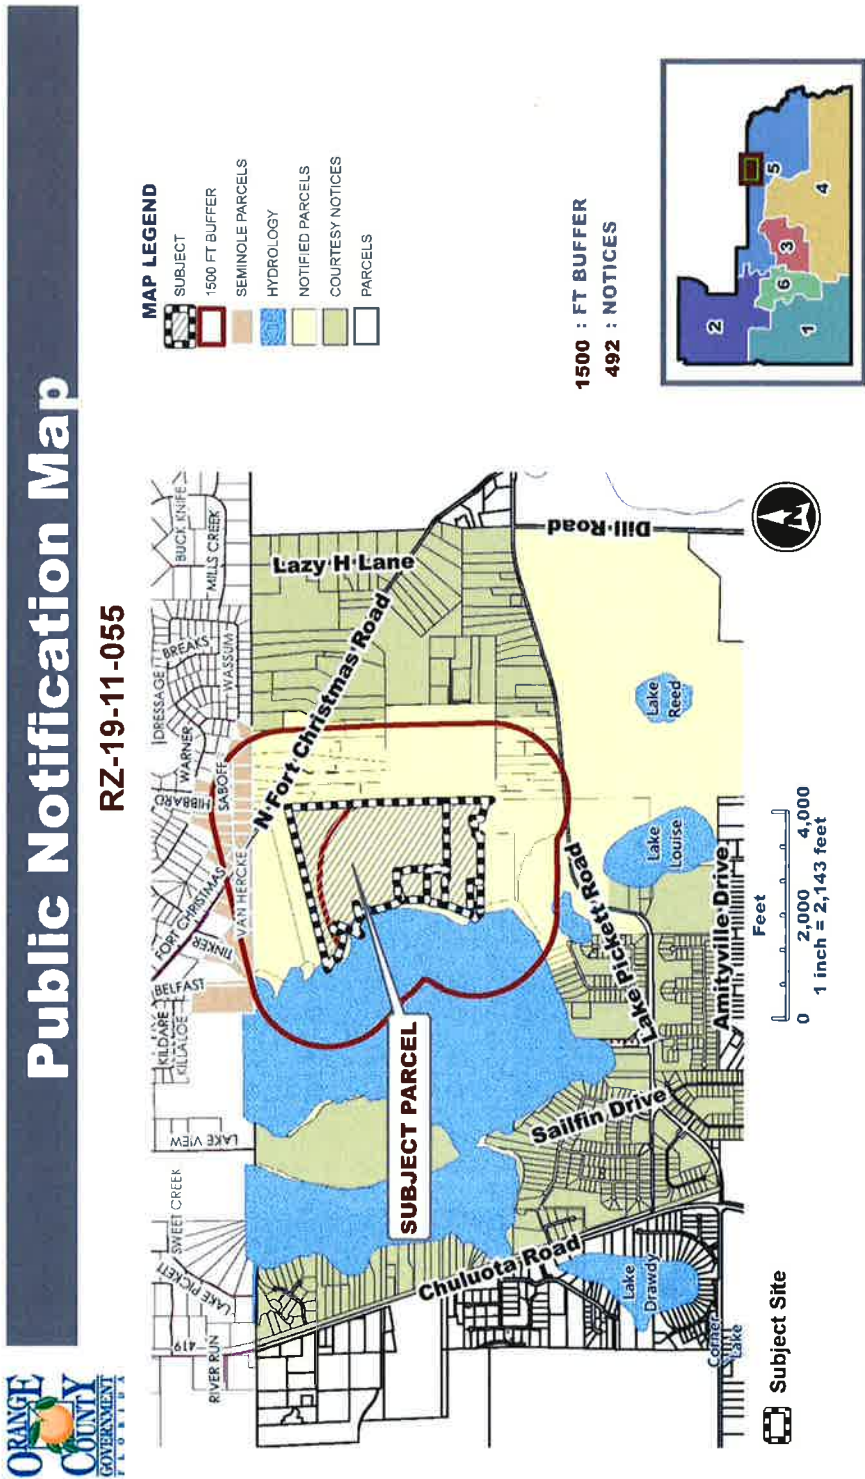 ORANGE
COUNTY
GOVERNMENT
FLORIDA
Public Notification Map
RZ-19-11-055
MAP LEGEND
SUBJECT
1500 FT BUFFER
SEMINOLE PARCELS
HYDROLOGY
NOTIFIED PARCELS
COURTESY NOTICES
PARCELS
1500 : FT BUFFER
492 : NOTICES
1
2
3
4
5
6
419
RIVER RUN
LAKE PICKETT
SWEET CREEK
LAKE VIEW
KILDARE
KILLALOE
BELFAST
TINKER
FORT CHRISTMAS
VAN HERCKE
HIBBARD
SABOFF
WARNER
DRESSAGE
BREAKS
WASSUM
MILLS CREEK
BUCK KNIFE
N Fort Christmas Road
Lazy H Lane
SUBJECT PARCEL
Chuluota Road
Sailfin Drive
Lake Pickett Road
Dill Road
Lake
Reed
Lake
Louise
Lake
Drawdy
Corner
Lake
Amityville Drive
N
Feet
0 2,000 4,000
1 inch = 2,143 feet
Subject Site